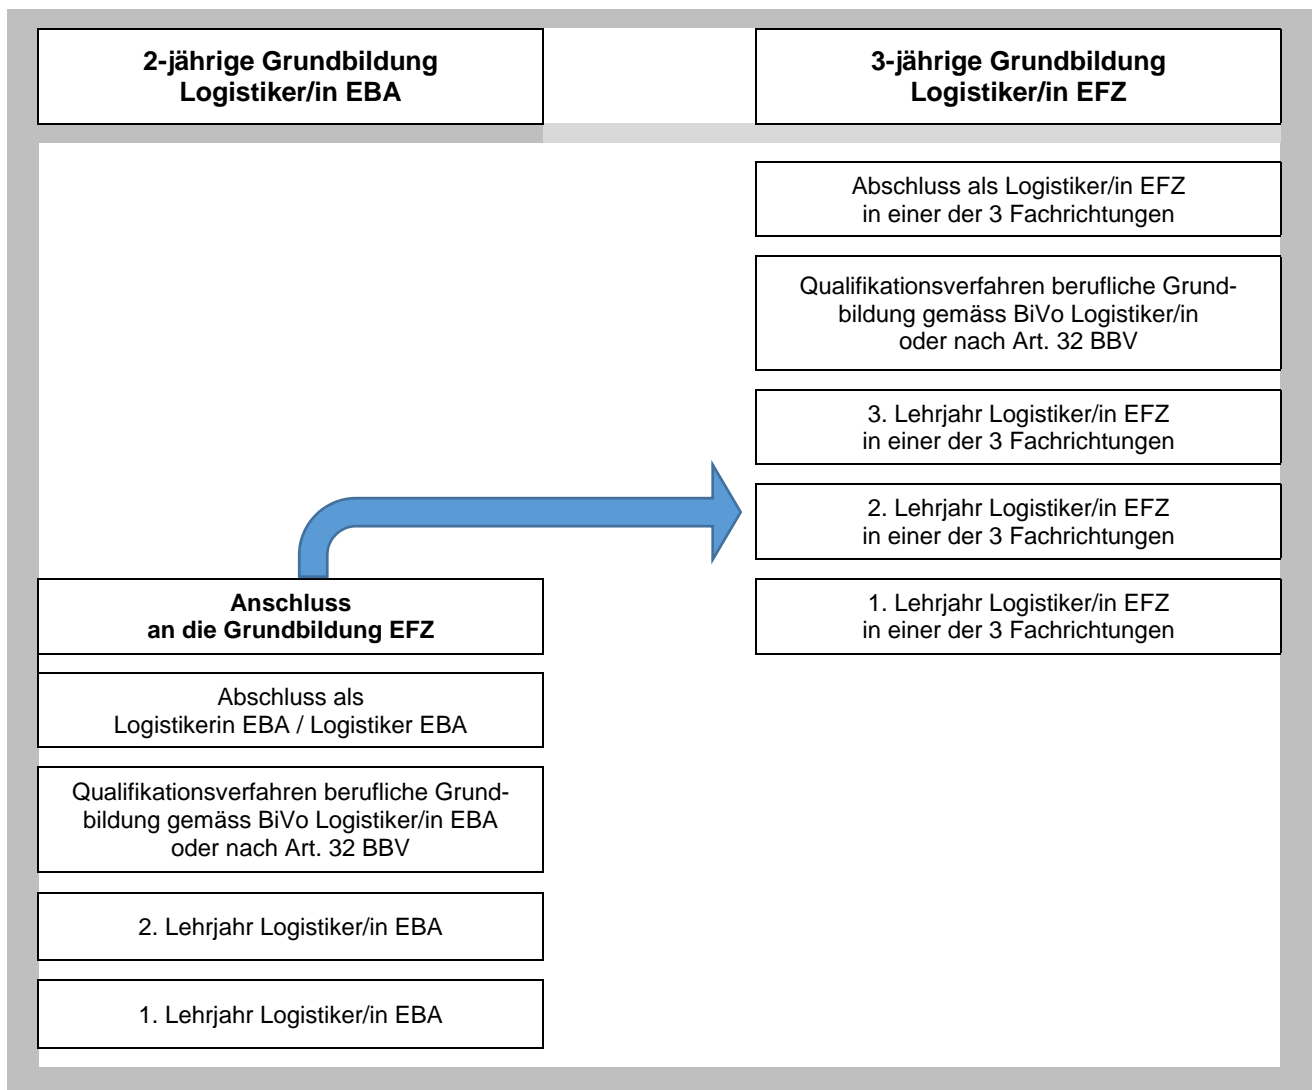 2-jährige Grundbildung
Logistiker/in EBA
3-jährige Grundbildung
Logistiker/in EFZ
Abschluss als Logistiker/in EFZ
in einer der 3 Fachrichtungen
Qualifikationsverfahren berufliche Grund-
bildung gemäss BiVo Logistiker/in
oder nach Art. 32 BBV
3. Lehrjahr Logistiker/in EFZ
in einer der 3 Fachrichtungen
2. Lehrjahr Logistiker/in EFZ
in einer der 3 Fachrichtungen
Anschluss
an die Grundbildung EFZ
1. Lehrjahr Logistiker/in EFZ
in einer der 3 Fachrichtungen
Abschluss als
Logistikerin EBA / Logistiker EBA
Qualifikationsverfahren berufliche Grund-
bildung gemäss BiVo Logistiker/in EBA
oder nach Art. 32 BBV
2. Lehrjahr Logistiker/in EBA
1. Lehrjahr Logistiker/in EBA